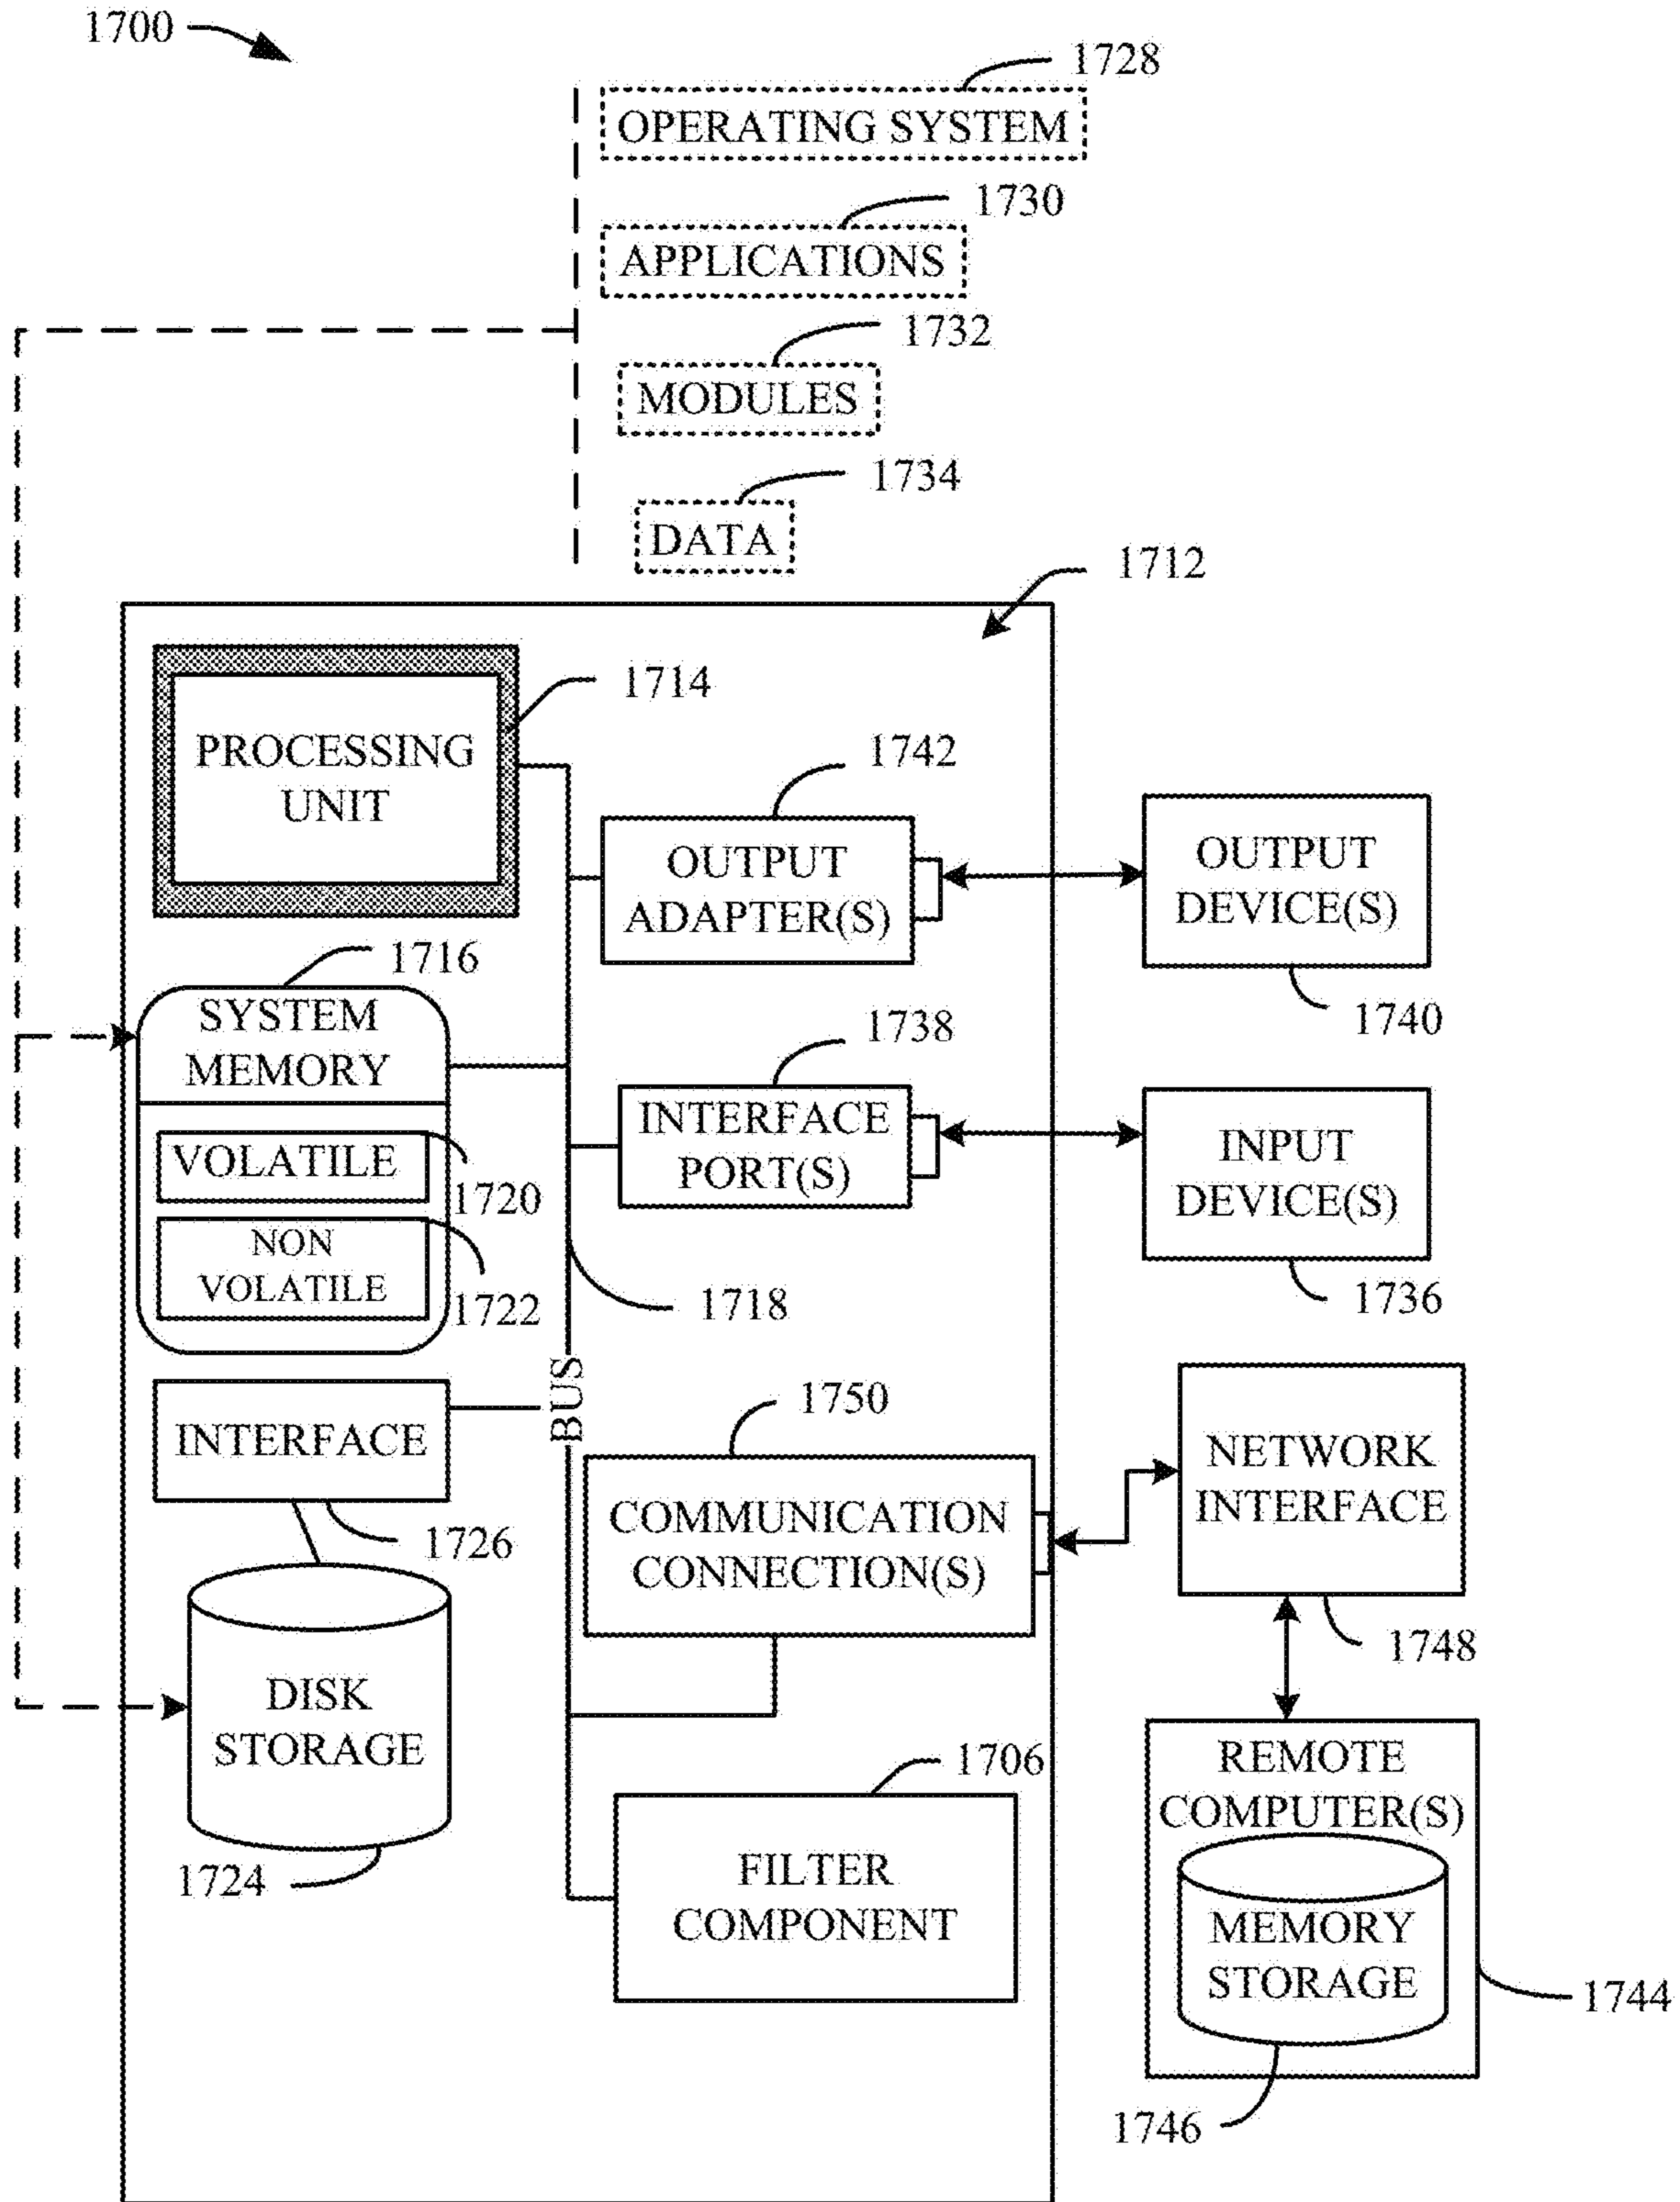 1700
1728
OPERATING SYSTEM
1730
APPLICATIONS
1732
MODULES
1734
DATA
1712
1714
PROCESSING
UNIT
1742
OUTPUT
ADAPTER(S)
OUTPUT
DEVICE(S)
1740
1716
SYSTEM
MEMORY
VOLATILE
1720
NON
VOLATILE
1722
1738
INTERFACE
PORT(S)
INPUT
DEVICE(S)
1736
1718
BUS
INTERFACE
1726
1750
COMMUNICATION
CONNECTION(S)
NETWORK
INTERFACE
1748
DISK
STORAGE
1724
1706
FILTER
COMPONENT
REMOTE
COMPUTER(S)
MEMORY
STORAGE
1744
1746